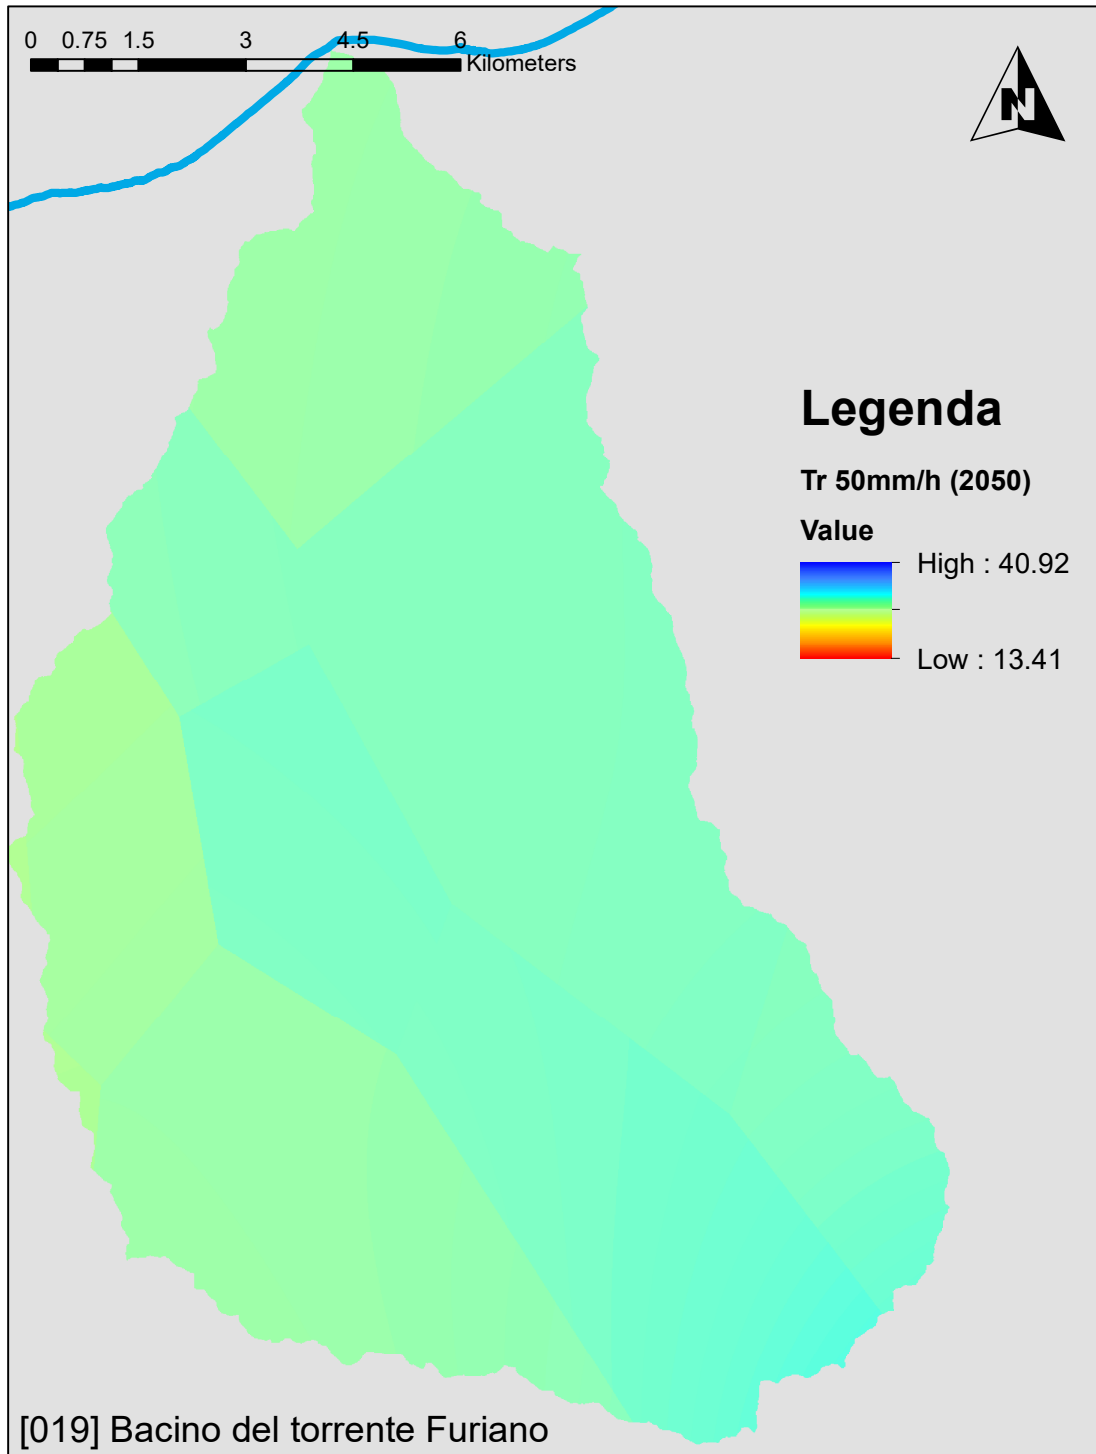 0 0.75 1.5 3 4.5 6
Kilometers
N
Legenda
Tr 50mm/h (2050)
Value
High : 40.92
Low : 13.41
[019] Bacino del torrente Furiano